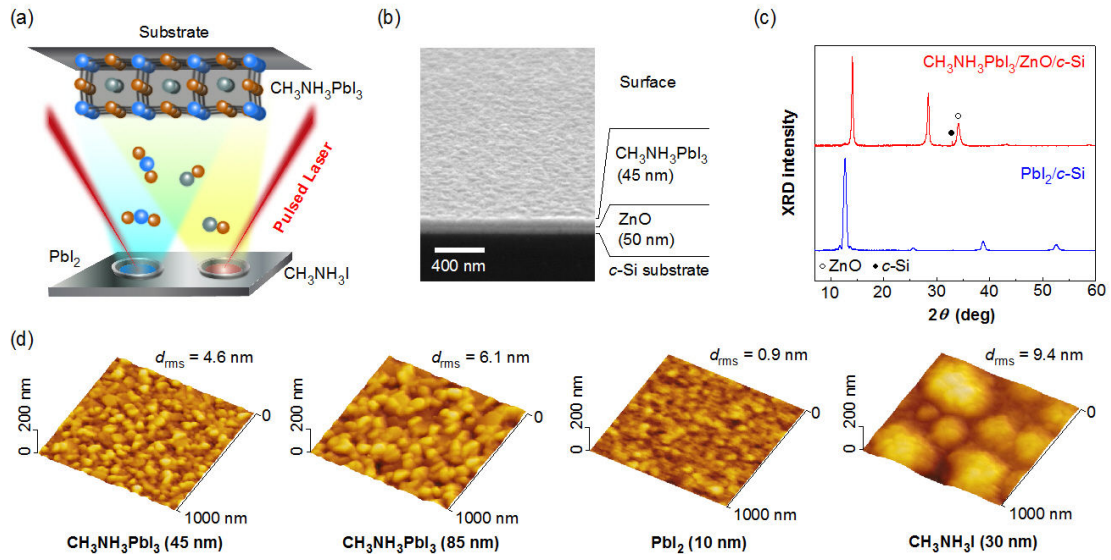 (a)
Substrate
CH₃NH₃PbI₃
Pulsed Laser
PbI₂
CH₃NH₃I
(b)
Surface
CH₃NH₃PbI₃
(45 nm)
ZnO
(50 nm)
c-Si substrate
400 nm
(c)
XRD Intensity
CH₃NH₃PbI₃/ZnO/c-Si
PbI₂/c-Si
○ ZnO ● c-Si
10 20 30 40 50 60
2θ (deg)
(d)
d_rms = 4.6 nm
200 nm
0
0
1000 nm
CH₃NH₃PbI₃ (45 nm)
d_rms = 6.1 nm
200 nm
0
0
1000 nm
CH₃NH₃PbI₃ (85 nm)
d_rms = 0.9 nm
200 nm
0
0
1000 nm
PbI₂ (10 nm)
d_rms = 9.4 nm
200 nm
0
0
1000 nm
CH₃NH₃I (30 nm)